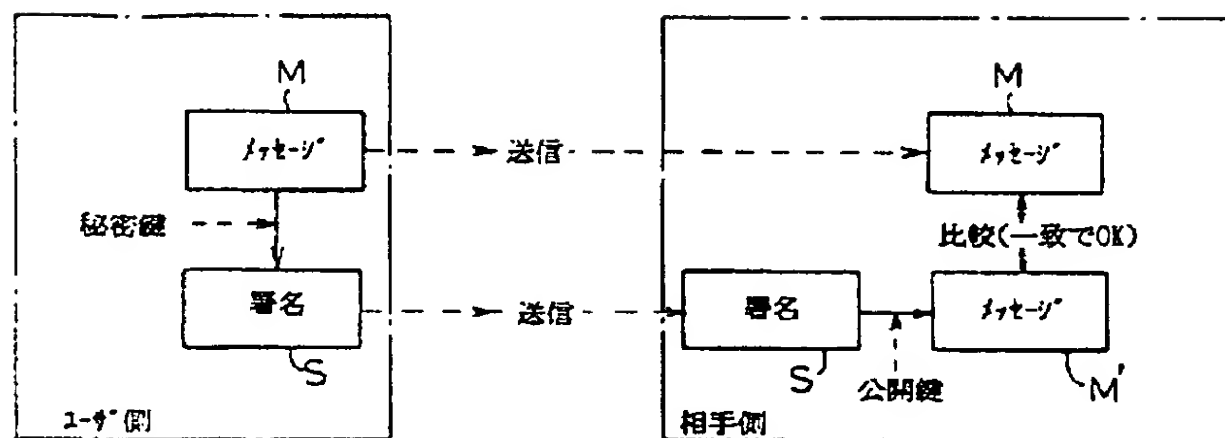 M
M
メッセージ
送信
メッセージ
秘密鍵
比較(一致でOK)
署名
送信
署名
メッセージ
S
S
公開鍵
M'
ユーザ側
相手側